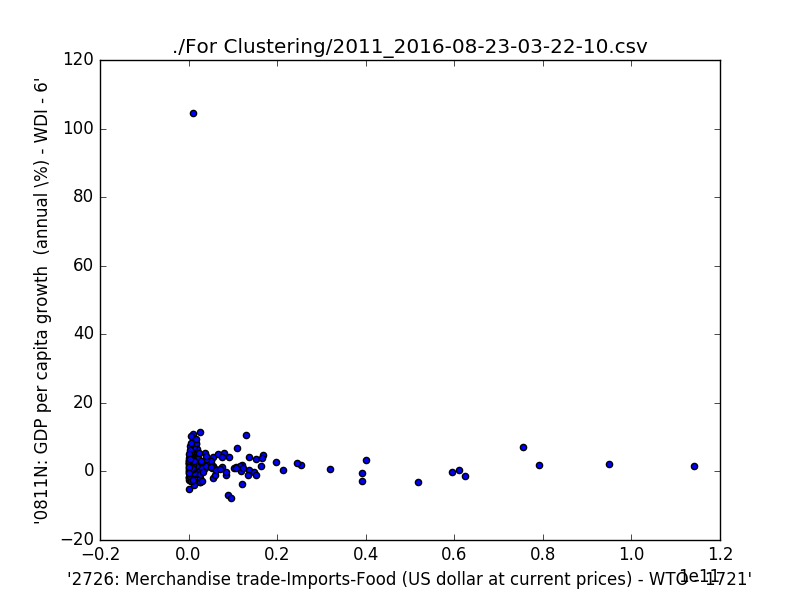 ./For Clustering/2011_2016-08-23-03-22-10.csv
'0811N: GDP per capita growth  (annual \%) - WDI - 6'
120
100
80
60
40
20
0
−20
−0.2 0.0 0.2 0.4 0.6 0.8 1.0 1.2
1e11
'2726: Merchandise trade-Imports-Food (US dollar at current prices) - WTO - 1721'